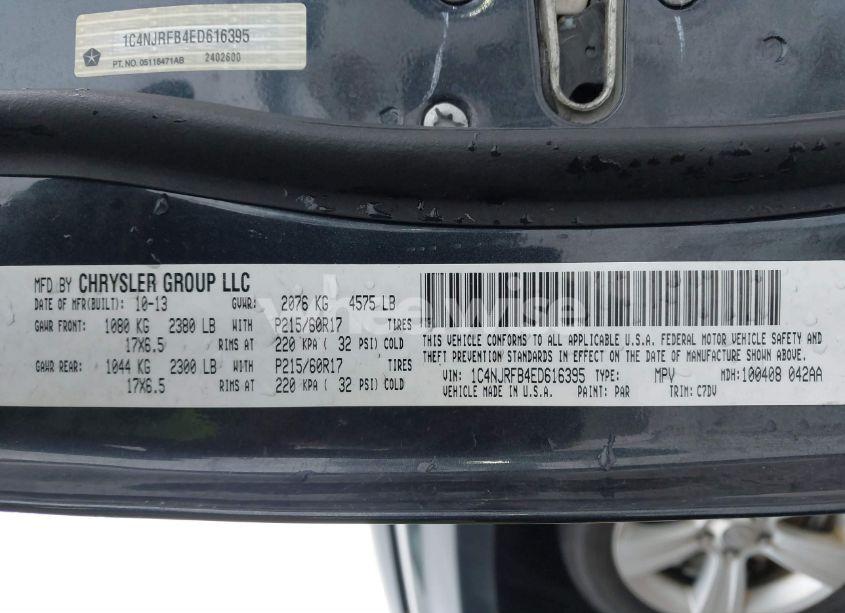 1C4NJRFB4ED616395
PT. NO. 05116471AB 2402600
MFD BY CHRYSLER GROUP LLC
DATE OF MFR(BUILT): 10-13 GVWR: 2076 KG 4575 LB
GAWR FRONT: 1080 KG 2380 LB WITH P215/60R17 TIRES
17X6.5 RIMS AT 220 KPA ( 32 PSI) COLD
GAWR REAR: 1044 KG 2300 LB WITH P215/60R17 TIRES
17X6.5 RIMS AT 220 KPA ( 32 PSI) COLD
THIS VEHICLE CONFORMS TO ALL APPLICABLE U.S.A. FEDERAL MOTOR VEHICLE SAFETY AND
THEFT PREVENTION STANDARDS IN EFFECT ON THE DATE OF MANUFACTURE SHOWN ABOVE.
VIN: 1C4NJRFB4ED616395 TYPE: MPV MDH: 100408 042AA
VEHICLE MADE IN U.S.A. PAINT: PAR TRIM: C7DV